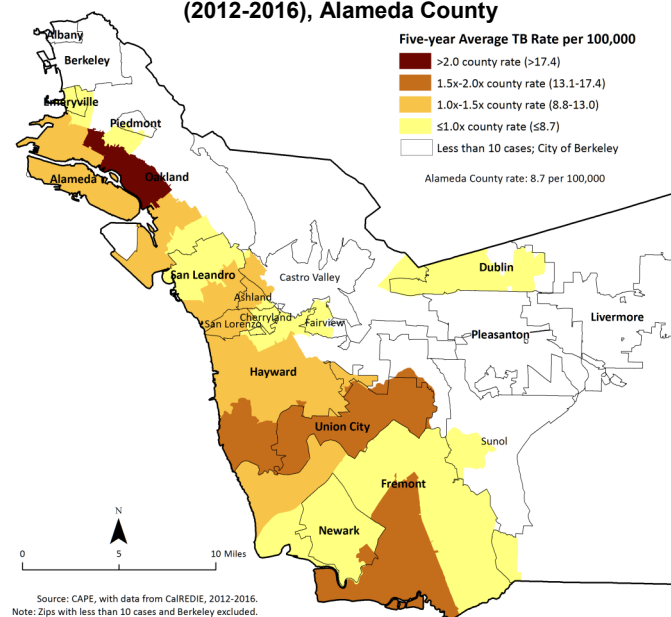 (2012-2016), Alameda County
Five-year Average TB Rate per 100,000
>2.0 county rate (>17.4)
1.5x-2.0x county rate (13.1-17.4)
1.0x-1.5x county rate (8.8-13.0)
≤1.0x county rate (≤8.7)
Less than 10 cases; City of Berkeley
Alameda County rate: 8.7 per 100,000
Albany
Berkeley
Emeryville
Piedmont
Alameda
Oakland
San Leandro
Castro Valley
Dublin
Ashland
Cherryland
San Lorenzo
Fairview
Livermore
Pleasanton
Hayward
Union City
Sunol
Fremont
Newark
N
0
5
10 Miles
Source: CAPE, with data from CalREDIE, 2012-2016.
Note: Zips with less than 10 cases and Berkeley excluded.